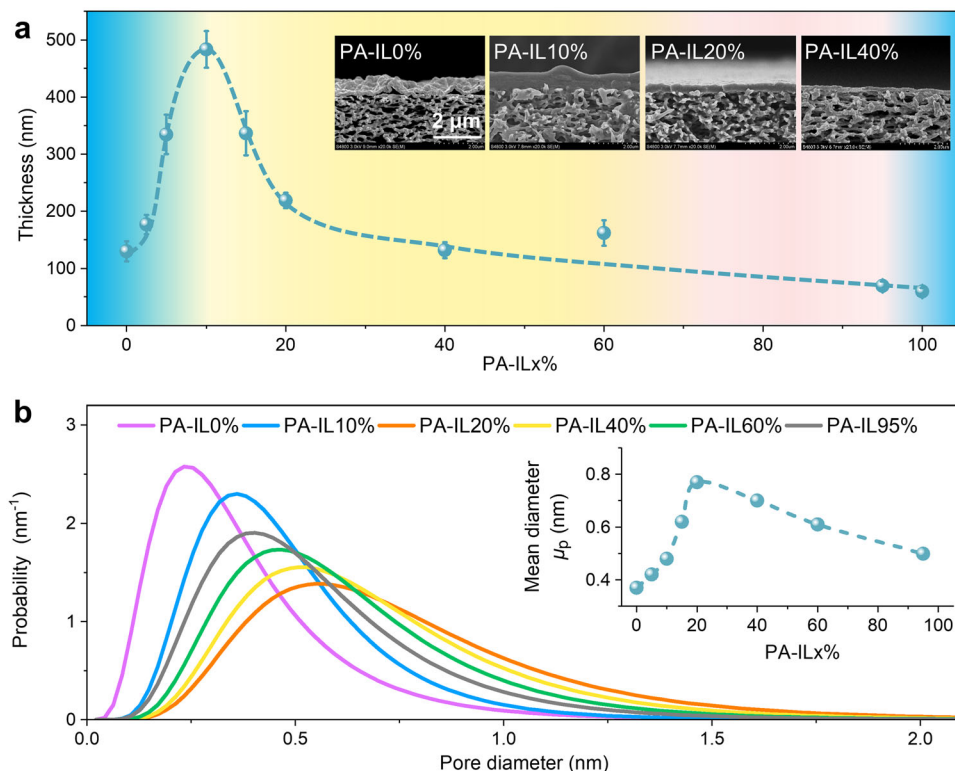 a
500
400
300
200
100
0
Thickness (nm)
PA-IL0%
PA-IL10%
PA-IL20%
PA-IL40%
2 μm
0
20
40
60
80
100
PA-ILx%
b
PA-IL0%
PA-IL10%
PA-IL20%
PA-IL40%
PA-IL60%
PA-IL95%
3
2
1
0
Probability (nm⁻¹)
0.8
0.6
0.4
Mean diameter
μp (nm)
0
20
40
60
80
100
PA-ILx%
0.0
0.5
1.0
1.5
2.0
Pore diameter (nm)